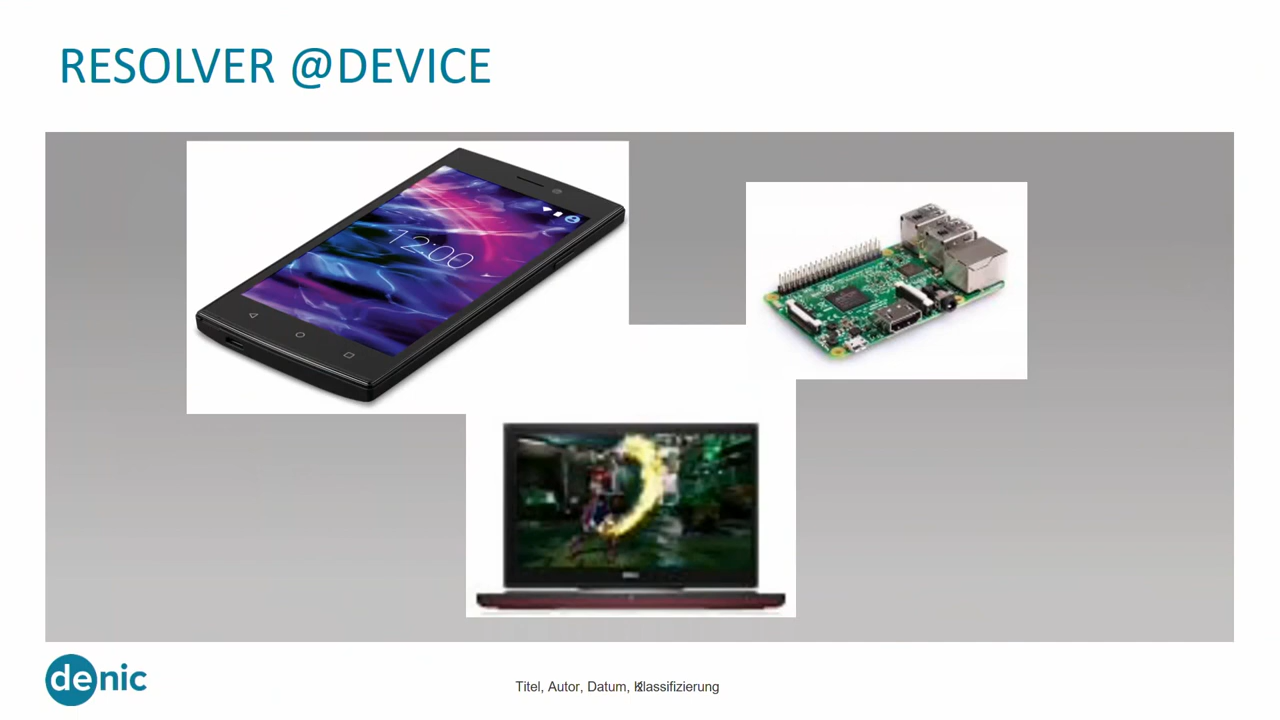 RESOLVER @DEVICE
12:00
denic
Titel, Autor, Datum, Klassifizierung